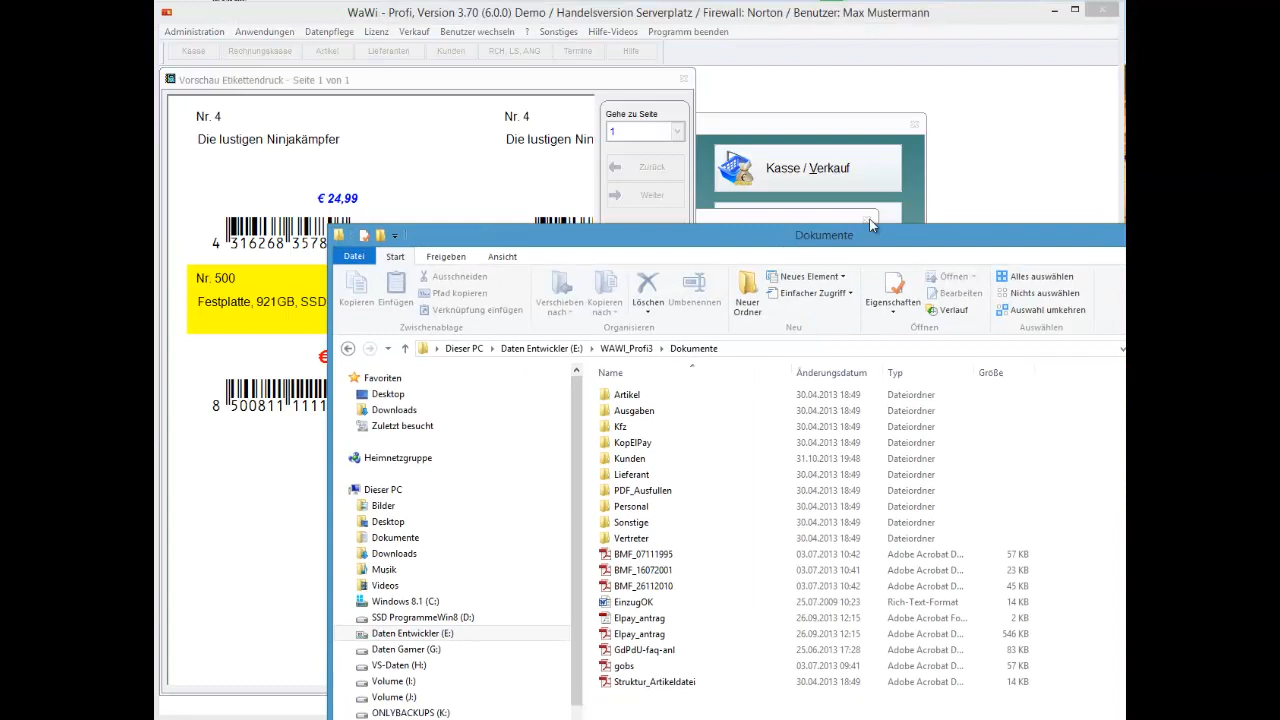 WaWi - Profi, Version 3.70 (6.0.0) Demo / Handelsversion Serverplatz / Firewall: Norton / Benutzer: Max Mustermann
Administration Anwendungen Datenpflege Lizenz Verkauf Benutzer wechseln ? Sonstiges Hilfe-Videos Programm beenden
Kasse Rechnungskasse Artikel Lieferanten Kunden RCH, LS, ANG Termine Hilfe
Vorschau Etikettendruck - Seite 1 von 1
Nr. 4 Nr. 4
Die lustigen Ninjakämpfer Die lustigen Nin
€ 24,99
4 316268 3578
Nr. 500
Festplatte, 921GB, SSD
€
8 500811 1111
Gehe zu Seite
1
Zurück
Weiter
Kasse / Verkauf
Dokumente
Datei Start Freigeben Ansicht
Kopieren
Einfügen
Ausschneiden
Pfad kopieren
Verknüpfung einfügen
Zwischenablage
Verschieben nach
Kopieren nach
Löschen
Umbenennen
Organisieren
Neuer Ordner
Neues Element
Einfacher Zugriff
Neu
Eigenschaften
Öffnen
Bearbeiten
Verlauf
Öffnen
Alles auswählen
Nichts auswählen
Auswahl umkehren
Auswählen
Dieser PC Daten Entwickler (E:) WAWI_Profi3 Dokumente
Favoriten
Desktop
Downloads
Zuletzt besucht
Heimnetzgruppe
Dieser PC
Bilder
Desktop
Dokumente
Downloads
Musik
Videos
Windows 8.1 (C:)
SSD ProgrammeWin8 (D:)
Daten Entwickler (E:)
Daten Gamer (G:)
VS-Daten (H:)
Volume (I:)
Volume (J:)
ONLYBACKUPS (K:)
Name Änderungsdatum Typ Größe
Artikel 30.04.2013 18:49 Dateiordner
Ausgaben 30.04.2013 18:49 Dateiordner
Kfz 30.04.2013 18:49 Dateiordner
KopElPay 30.04.2013 18:49 Dateiordner
Kunden 31.10.2013 19:48 Dateiordner
Lieferant 30.04.2013 18:49 Dateiordner
PDF_Ausfullen 30.04.2013 18:49 Dateiordner
Personal 30.04.2013 18:49 Dateiordner
Sonstige 30.04.2013 18:49 Dateiordner
Vertreter 30.04.2013 18:49 Dateiordner
BMF_07111995 03.07.2013 10:42 Adobe Acrobat D... 57 KB
BMF_16072001 03.07.2013 10:41 Adobe Acrobat D... 23 KB
BMF_26112010 03.07.2013 10:42 Adobe Acrobat D... 45 KB
EinzugOK 25.07.2009 10:23 Rich-Text-Format 14 KB
Elpay_antrag 26.09.2013 12:15 Adobe Acrobat Fo... 2 KB
Elpay_antrag 26.09.2013 12:15 Adobe Acrobat D... 546 KB
GdPdU-faq-anl 25.06.2013 17:28 Adobe Acrobat D... 83 KB
gobs 03.07.2013 09:41 Adobe Acrobat D... 57 KB
Struktur_Artikeldatei 30.04.2013 18:49 Adobe Acrobat D... 14 KB